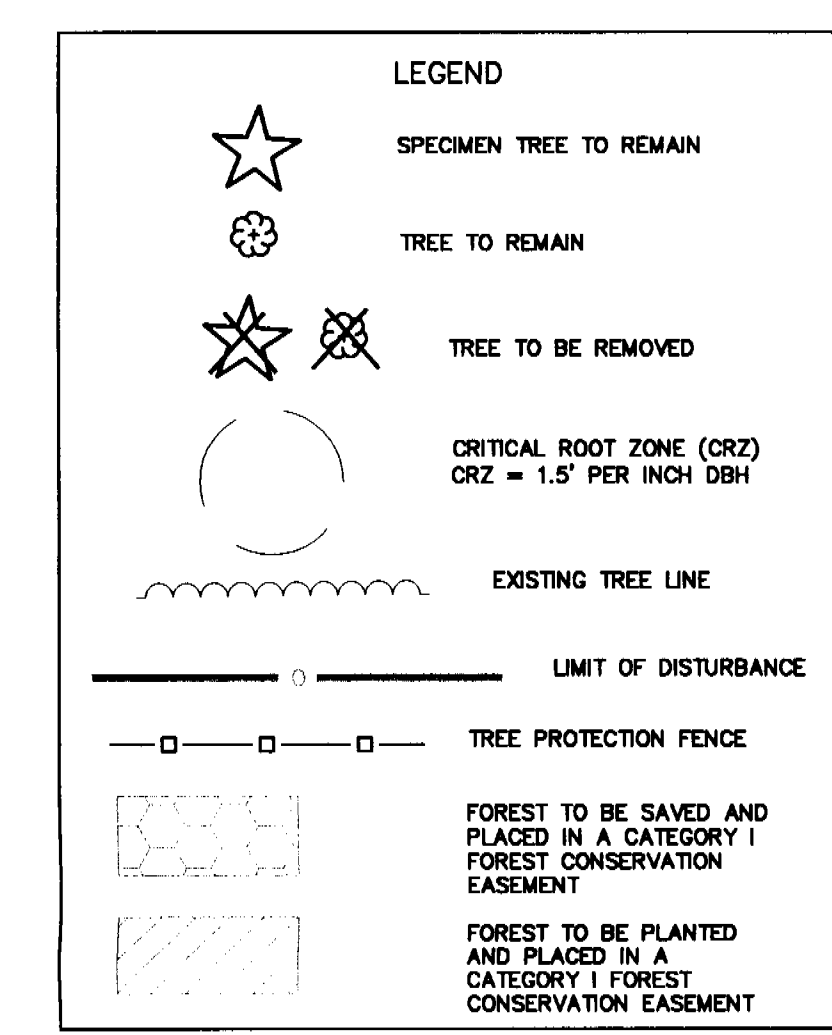 LEGEND
SPECIMEN TREE TO REMAIN
TREE TO REMAIN
TREE TO BE REMOVED
CRITICAL ROOT ZONE (CRZ)
CRZ = 1.5' PER INCH DBH
EXISTING TREE LINE
LIMIT OF DISTURBANCE
TREE PROTECTION FENCE
FOREST TO BE SAVED AND
PLACED IN A CATEGORY I
FOREST CONSERVATION
EASEMENT
FOREST TO BE PLANTED
AND PLACED IN A
CATEGORY I FOREST
CONSERVATION EASEMENT